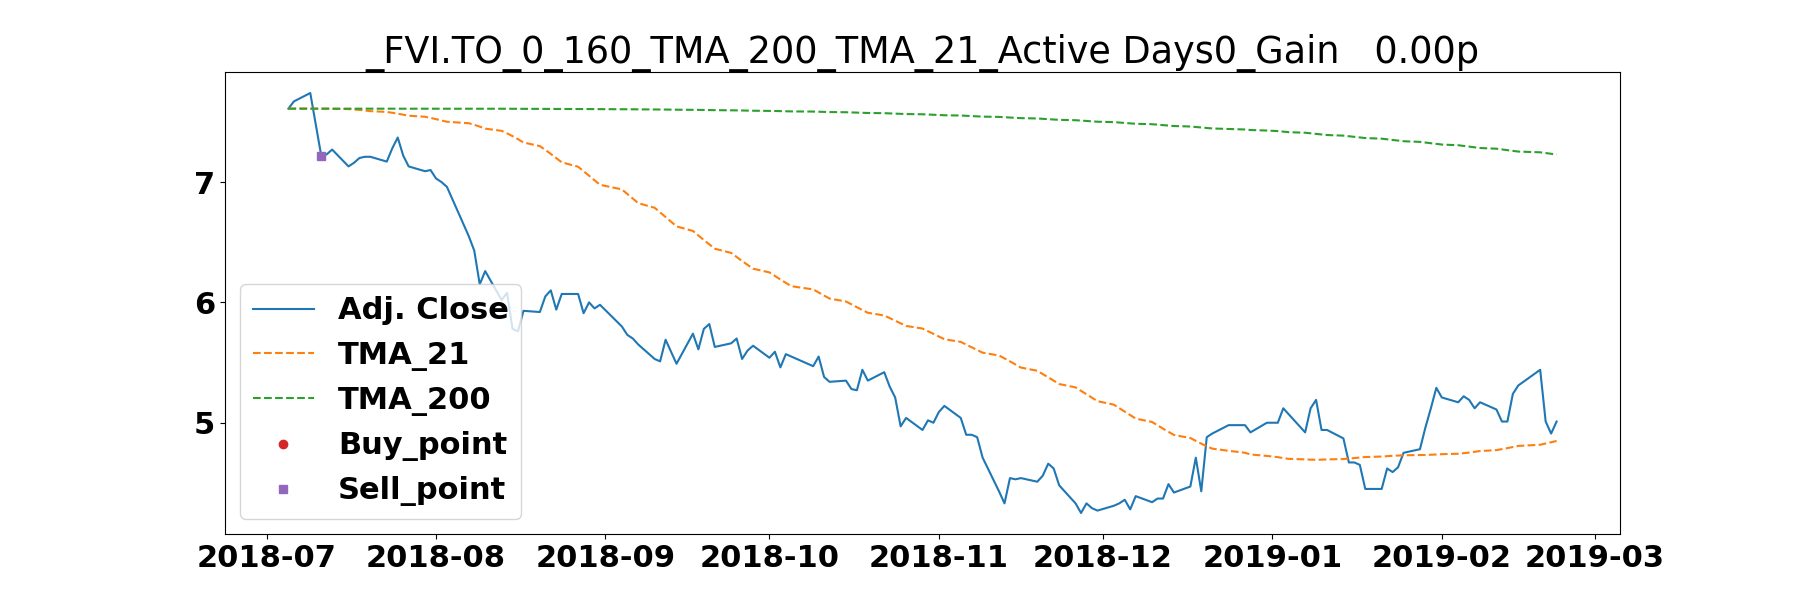 _FVI.TO_0_160_TMA_200_TMA_21_Active Days0_Gain   0.00p
7
6
5
Adj. Close
TMA_21
TMA_200
Buy_point
Sell_point
2018-07 2018-08 2018-09 2018-10 2018-11 2018-12 2019-01 2019-02 2019-03